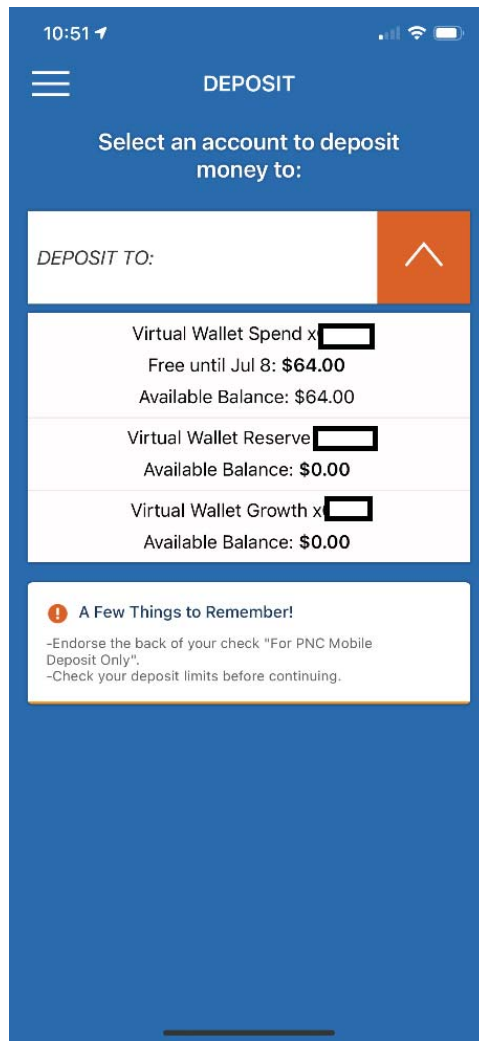 10:51
DEPOSIT
Select an account to deposit
money to:
DEPOSIT TO:
Virtual Wallet Spend x
Free until Jul 8: $64.00
Available Balance: $64.00
Virtual Wallet Reserve
Available Balance: $0.00
Virtual Wallet Growth x
Available Balance: $0.00
A Few Things to Remember!
-Endorse the back of your check "For PNC Mobile
Deposit Only".
-Check your deposit limits before continuing.